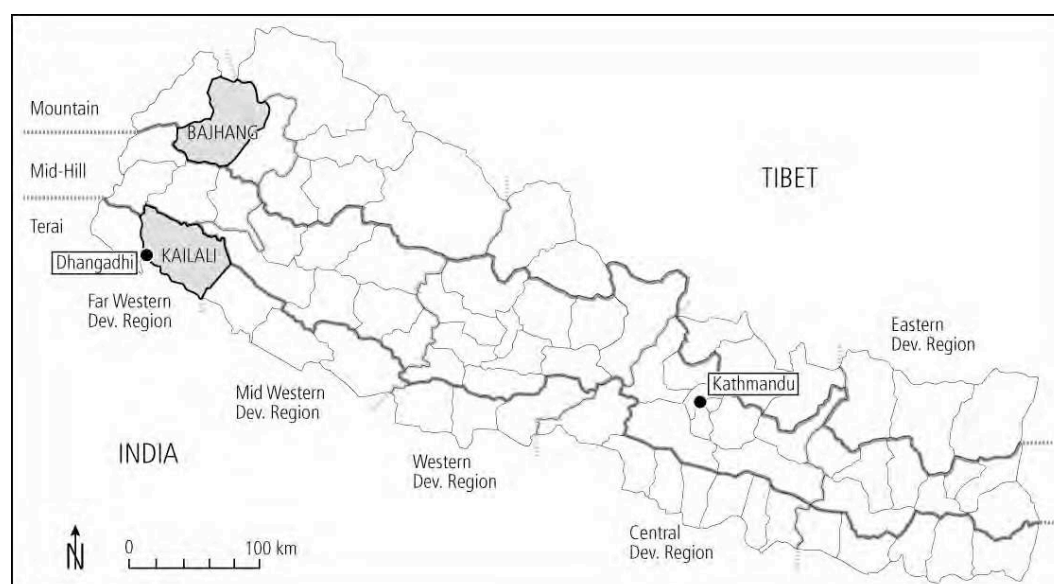 Mountain
BAJHANG
Mid-Hill
TIBET
Terai
KAILALI
Dhangadhi
Far Western
Dev. Region
Eastern
Dev. Region
Kathmandu
Mid Western
Dev. Region
INDIA
Western
Dev. Region
Central
Dev. Region
N
0
100 km